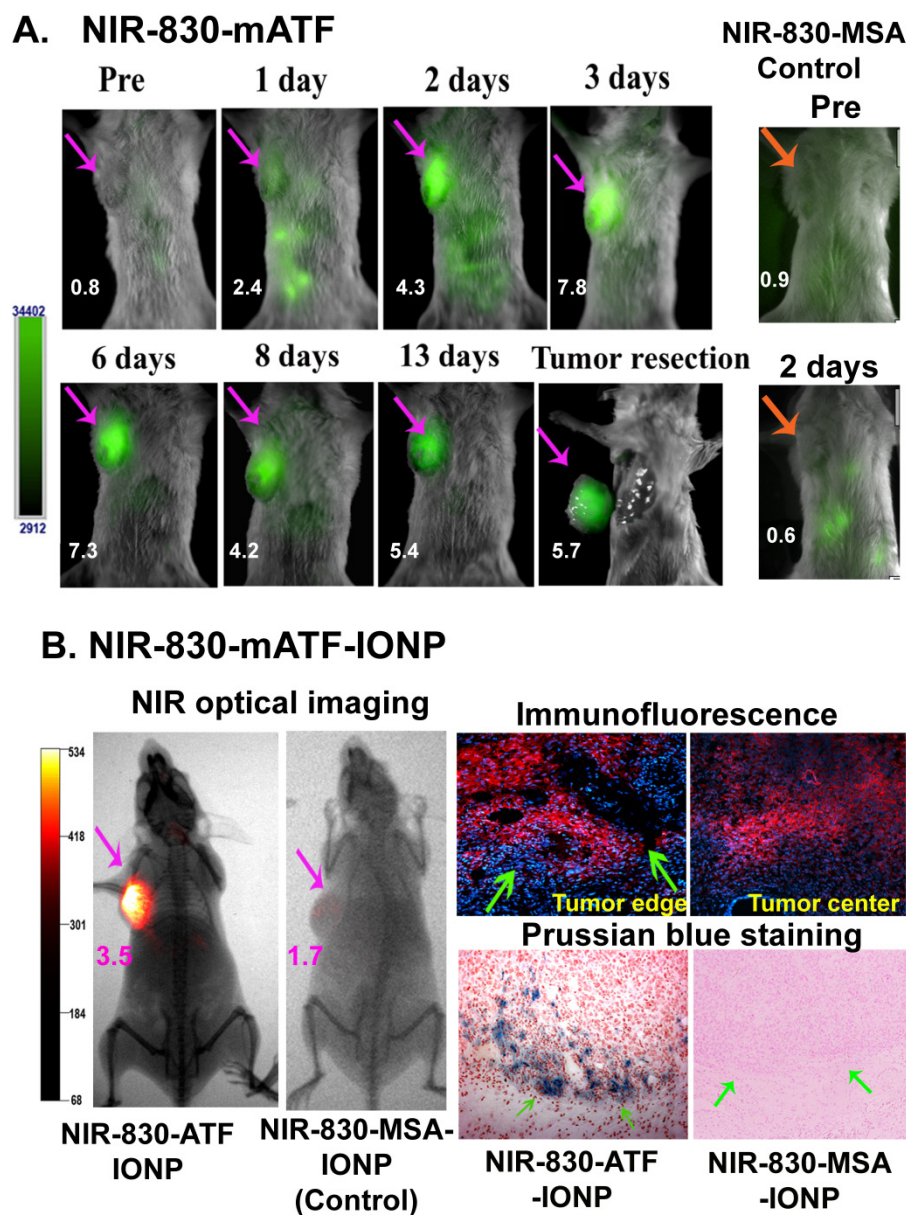 A. NIR-830-mATF
NIR-830-MSA
Control
Pre
1 day
2 days
3 days
Pre
0.8
2.4
4.3
7.8
0.9
34402
2912
6 days
8 days
13 days
Tumor resection
2 days
7.3
4.2
5.4
5.7
0.6
B. NIR-830-mATF-IONP
NIR optical imaging
534
418
301
184
68
3.5
1.7
NIR-830-ATF
IONP
NIR-830-MSA-
IONP
(Control)
Immunofluorescence
Tumor edge
Tumor center
Prussian blue staining
NIR-830-ATF
-IONP
NIR-830-MSA
-IONP